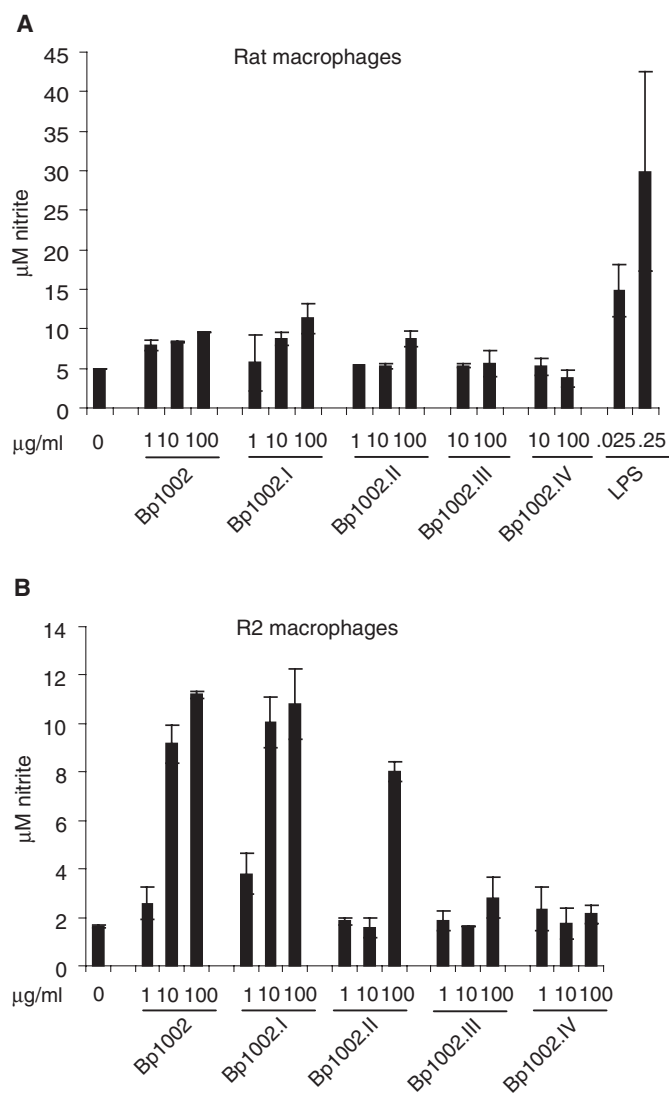 A
Rat macrophages
45
40
35
30
25
20
15
10
5
0
μM nitrite
μg/ml 0 1 10 100 1 10 100 1 10 100 10 100 10 100 .025 .25
Bp1002 Bp1002.I Bp1002.II Bp1002.III Bp1002.IV LPS
B
R2 macrophages
14
12
10
8
6
4
2
0
μM nitrite
μg/ml 0 1 10 100 1 10 100 1 10 100 1 10 100 1 10 100
Bp1002 Bp1002.I Bp1002.II Bp1002.III Bp1002.IV